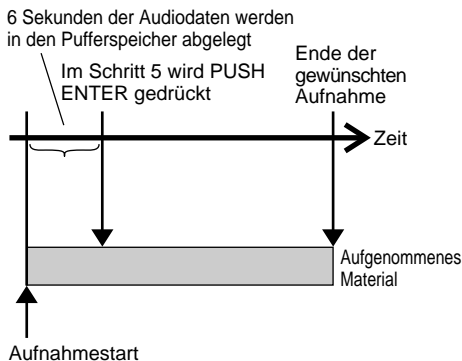 6 Sekunden der Audiodaten werden
in den Pufferspeicher abgelegt
Im Schritt 5 wird PUSH
ENTER gedrückt
Ende der
gewünschten
Aufnahme
Zeit
Aufgenommenes
Material
Aufnahmestart